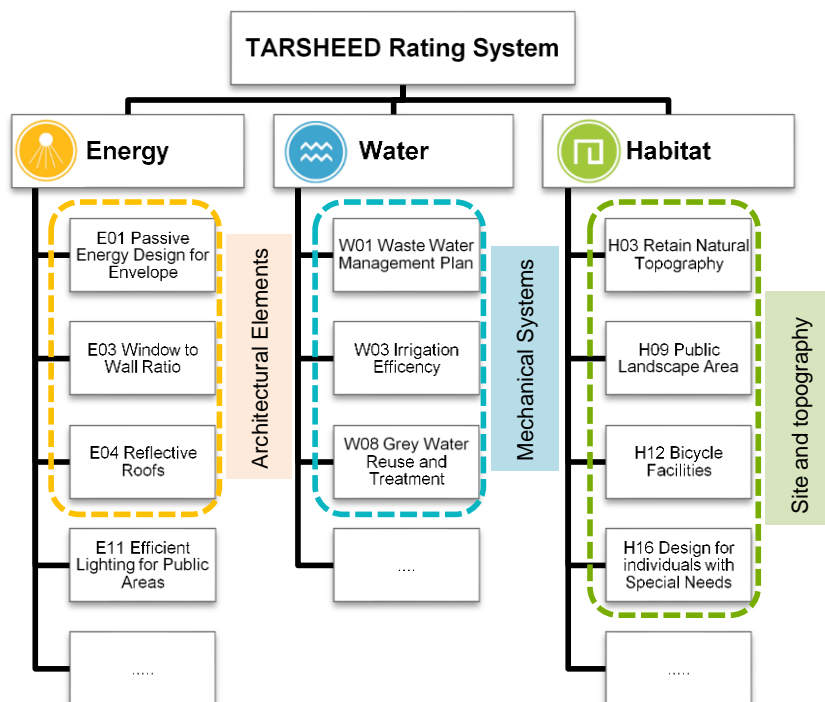 TARSHEED Rating System
Energy
Water
Habitat
E01 Passive
Energy Design for
Envelope
E03 Window to
Wall Ratio
E04 Reflective
Roofs
E11 Efficient
Lighting for Public
Areas
.....
Architectural Elements
W01 Waste Water
Management Plan
W03 Irrigation
Efficency
W08 Grey Water
Reuse and
Treatment
....
Mechanical Systems
H03 Retain Natural
Topography
H09 Public
Landscape Area
H12 Bicycle
Facilities
H16 Design for
individuals with
Special Needs
.....
Site and topography